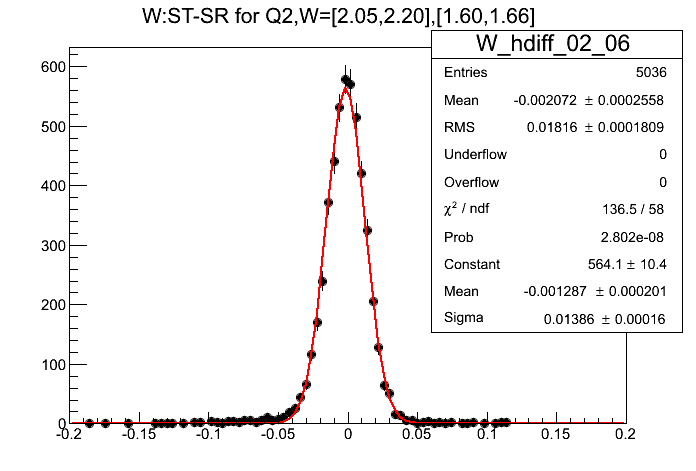 W:ST-SR for Q2,W=[2.05,2.20],[1.60,1.66]
W_hdiff_02_06
Entries 5036
Mean -0.002072 ± 0.0002558
RMS 0.01816 ± 0.0001809
Underflow 0
Overflow 0
χ² / ndf 136.5 / 58
Prob 2.802e-08
Constant 564.1 ± 10.4
Mean -0.001287 ± 0.000201
Sigma 0.01386 ± 0.00016
600
500
400
300
200
100
0
-0.2 -0.15 -0.1 -0.05 0 0.05 0.1 0.15 0.2